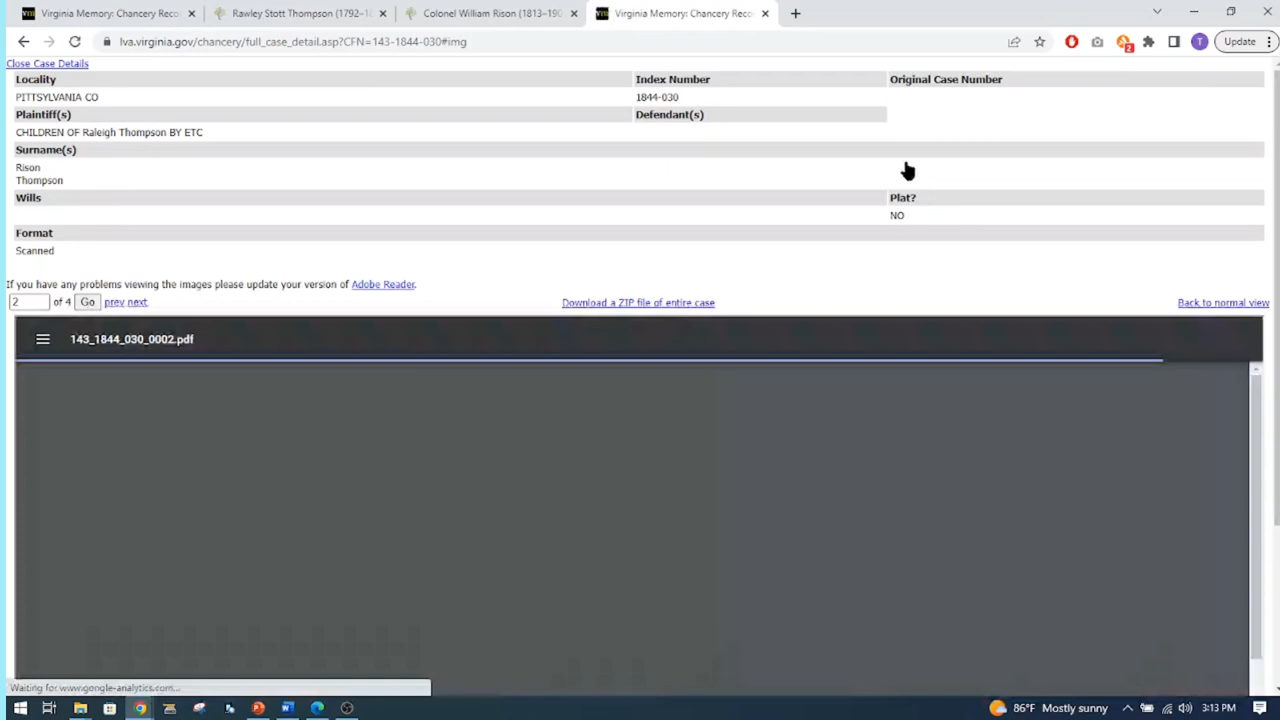 Virginia Memory: Chancery Reco
Rawley Stott Thompson (1792–18
Colonel William Rison (1813–190
Virginia Memory: Chancery Reco
lva.virginia.gov/chancery/full_case_detail.asp?CFN=143-1844-030#img
2
T
Update
Close Case Details
Locality Index Number Original Case Number
PITTSYLVANIA CO 1844-030
Plaintiff(s) Defendant(s)
CHILDREN OF Raleigh Thompson BY ETC
Surname(s)
Rison
Thompson
Wills Plat?
NO
Format
Scanned
If you have any problems viewing the images please update your version of Adobe Reader.
2 of 4 Go prev next Download a ZIP file of entire case Back to normal view
143_1844_030_0002.pdf
Waiting for www.google-analytics.com...
86°F Mostly sunny 3:13 PM